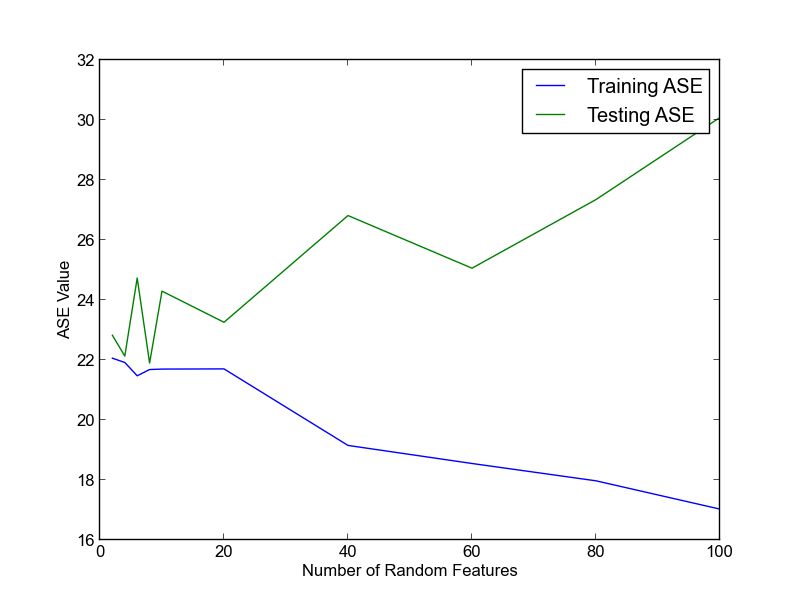 32
30
28
26
24
22
20
18
16
ASE Value
Training ASE
Testing ASE
0 20 40 60 80 100
Number of Random Features